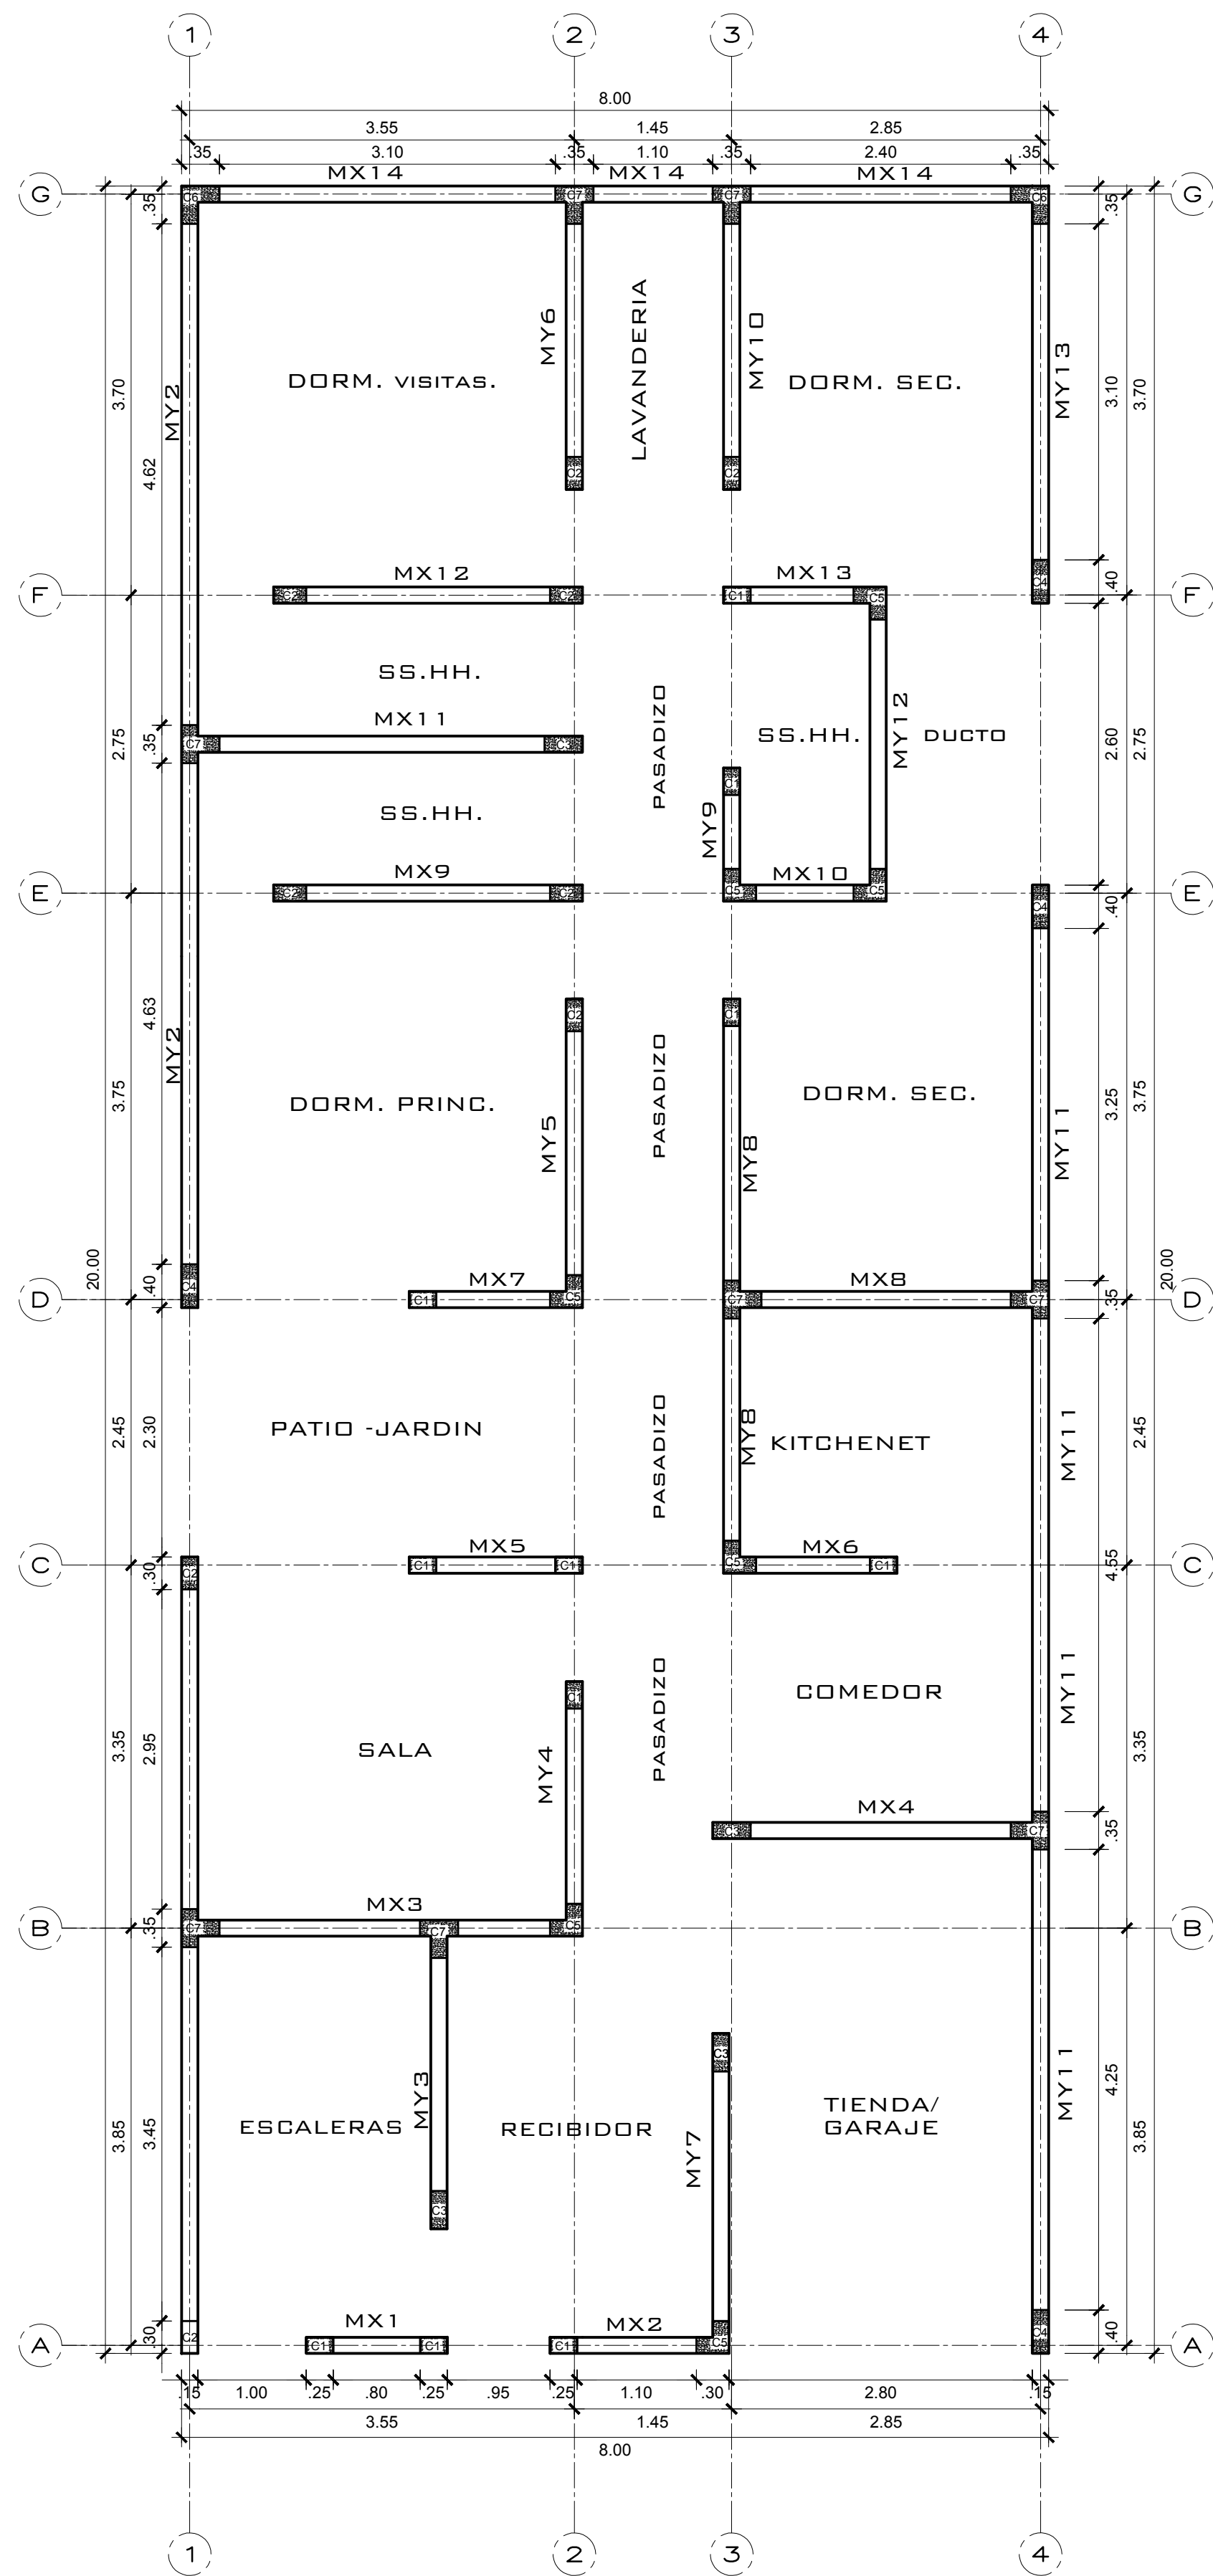 1 2 3 4
8.00
3.55 1.45 2.85
.35 3.10 .35 1.10 .35 2.40 .35
MX14 MX14 MX14
G C6 C7 C7 C6 G
.35 .35
MY6 LAVANDERIA MY10 MY13
DORM. VISITAS. DORM. SEC.
3.70 MY2 3.10 3.70
4.62 C2 C2
MX12 MX13 C4 .40
F C2 C2 C1 C5 F
SS.HH.
MX11 PASADIZO MY12
2.75 .35 C7 C3 SS.HH. DUCTO 2.60 2.75
C1
SS.HH. MY9
MX9 MX10
E C2 C2 C5 C5 C4 .40 E
4.63 MY2 C2 C1
3.75 DORM. PRINC. PASADIZO DORM. SEC. 3.25 3.75
MY5 MY8 MY11
20.00 20.00
.40 C4 MX7 MX8
D C1 C5 C7 C7 .35 D
2.45 2.30 PATIO -JARDIN PASADIZO MY8 KITCHENET MY11 2.45
MX5 MX6
C .30 C2 C1 C1 C5 C1 4.55 C
PASADIZO COMEDOR MY11
C1
3.35 2.95 SALA MY4 3.35
MX4
C3 C7 .35
MX3
B .35 C7 C7 C5 B
C3
3.85 3.45 ESCALERAS MY3 RECIBIDOR MY7 TIENDA/
GARAJE MY11 4.25 3.85
C3
MX1 MX2
A .30 C2 C1 C1 C1 C5 C4 .40 A
.15 1.00 .25 .80 .25 .95 .25 1.10 .30 2.80 .15
3.55 1.45 2.85
8.00
1 2 3 4